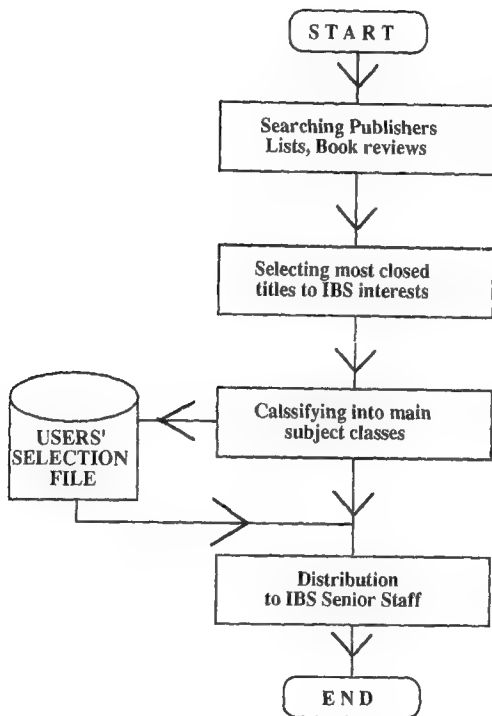 START
Searching Publishers
Lists, Book reviews
Selecting most closed
titles to IBS interests
Calssifying into main
subject classes
USERS'
SELECTION
FILE
Distribution
to IBS Senior Staff
END